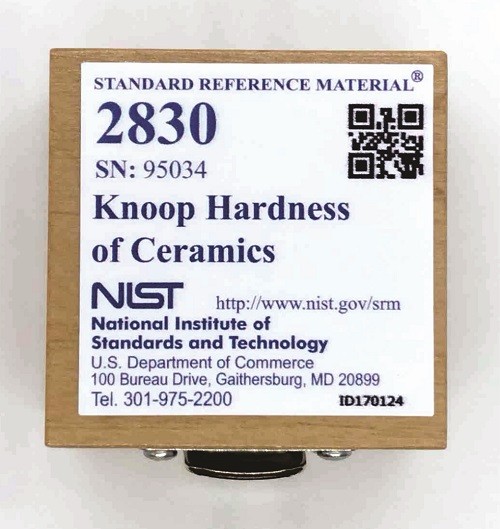 STANDARD REFERENCE MATERIAL®
2830
SN: 95034
Knoop Hardness
of Ceramics
NIST http://www.nist.gov/srm
National Institute of
Standards and Technology
U.S. Department of Commerce
100 Bureau Drive, Gaithersburg, MD 20899
Tel. 301-975-2200 ID170124